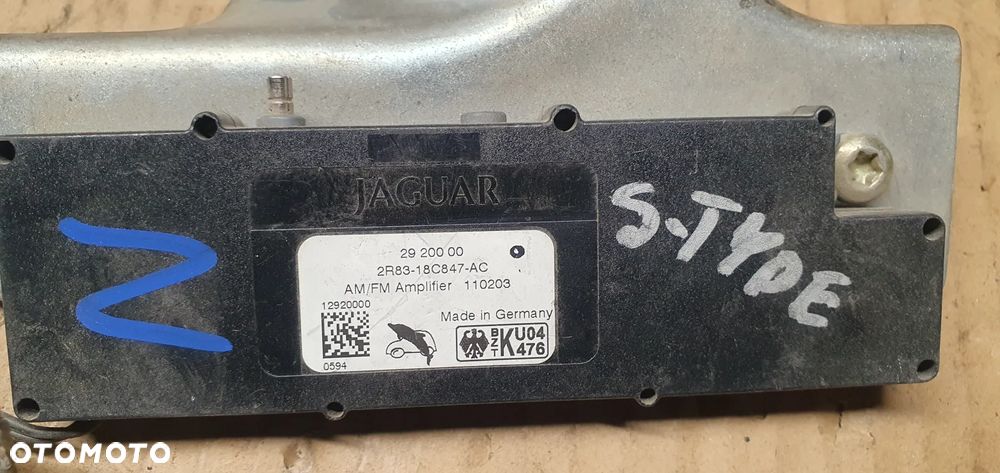 JAGUAR
S-TYPE
29 200 00
2R83-18C847-AC
AM/FM Amplifier 110203
12920000
Made in Germany
BZT KU04
476
0594
OTOMOTO